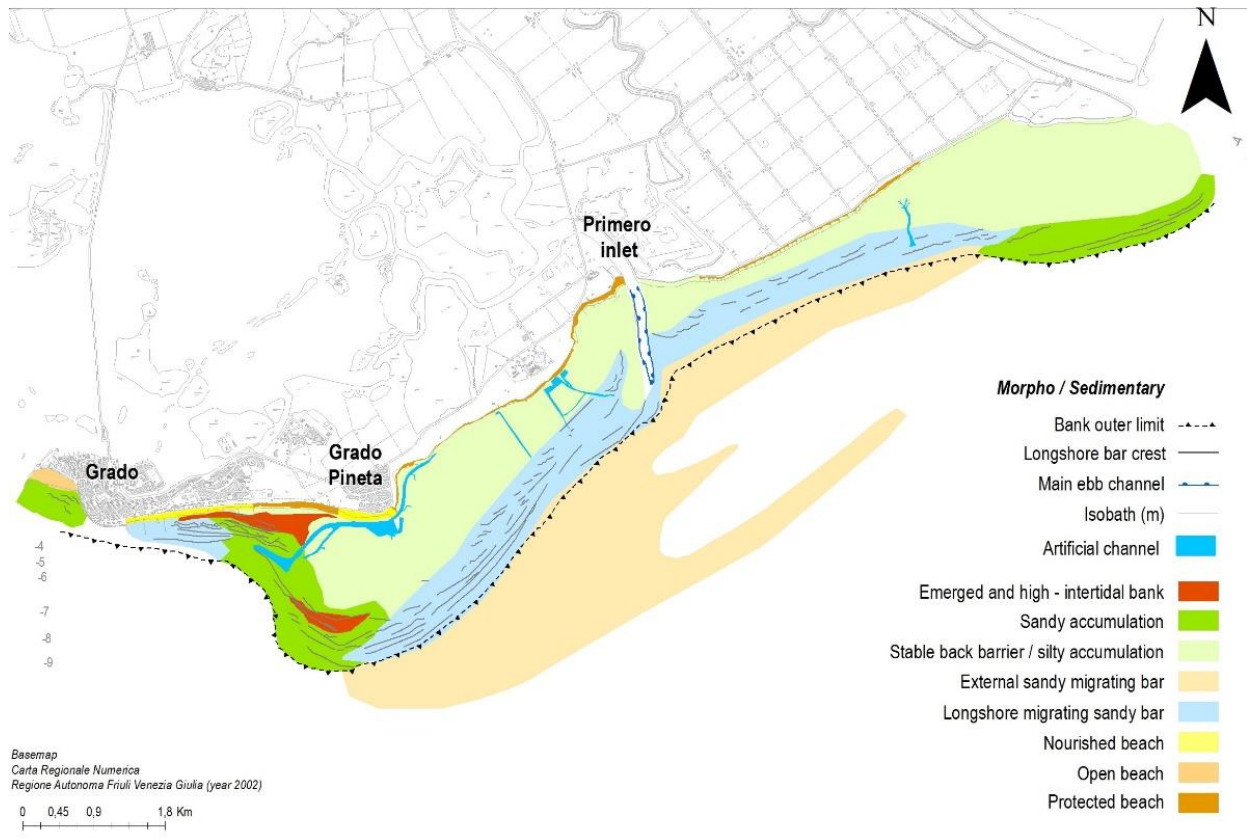 N
Primero
inlet
Grado
Grado
Pineta
-4
-5
-6
-7
-8
-9
Morpho / Sedimentary
Bank outer limit
Longshore bar crest
Main ebb channel
Isobath (m)
Artificial channel
Emerged and high - intertidal bank
Sandy accumulation
Stable back barrier / silty accumulation
External sandy migrating bar
Longshore migrating sandy bar
Nourished beach
Open beach
Protected beach
Basemap
Carta Regionale Numerica
Regione Autonoma Friuli Venezia Giulia (year 2002)
0 0,45 0,9 1,8 Km